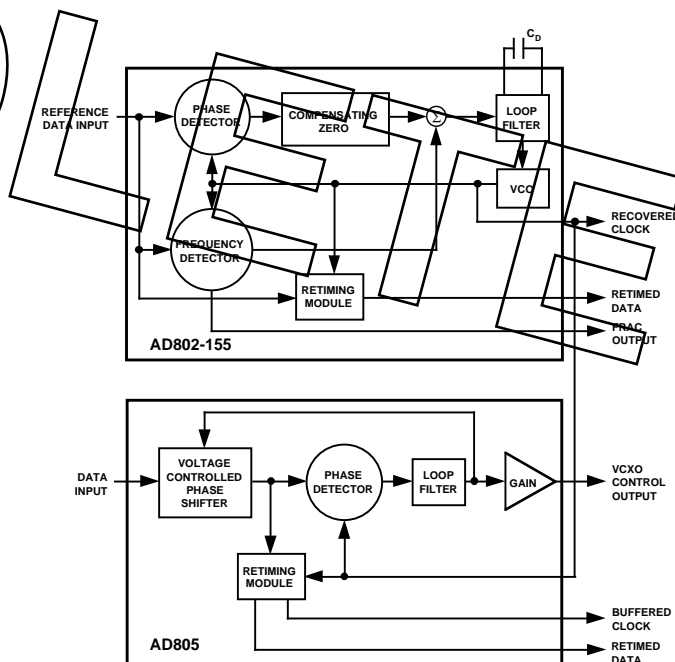 C_D
REFERENCE
DATA INPUT
PHASE
DETECTOR
COMPENSATING
ZERO
Σ
LOOP
FILTER
VCO
RECOVERED
CLOCK
FREQUENCY
DETECTOR
RETIMING
MODULE
RETIMED
DATA
FRAC
OUTPUT
AD802-155
DATA
INPUT
VOLTAGE
CONTROLLED
PHASE
SHIFTER
PHASE
DETECTOR
LOOP
FILTER
GAIN
VCXO
CONTROL
OUTPUT
RETIMING
MODULE
BUFFERED
CLOCK
AD805
RETIMED
DATA
OLETE